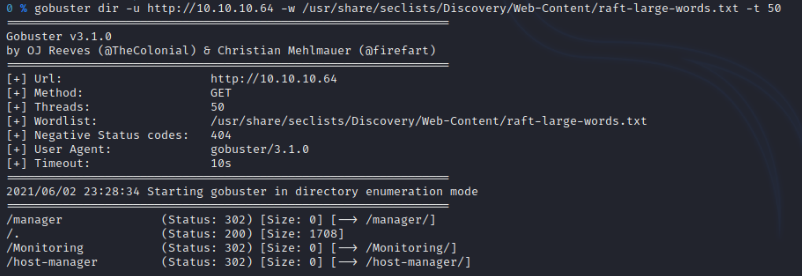 0 % gobuster dir -u http://10.10.10.64 -w /usr/share/seclists/Discovery/Web-Content/raft-large-words.txt -t 50
===============================================================
Gobuster v3.1.0
by OJ Reeves (@TheColonial) & Christian Mehlmauer (@firefart)
===============================================================
[+] Url:                     http://10.10.10.64
[+] Method:                  GET
[+] Threads:                 50
[+] Wordlist:                /usr/share/seclists/Discovery/Web-Content/raft-large-words.txt
[+] Negative Status codes:   404
[+] User Agent:              gobuster/3.1.0
[+] Timeout:                 10s
===============================================================
2021/06/02 23:28:34 Starting gobuster in directory enumeration mode
===============================================================
/manager              (Status: 302) [Size: 0] [--> /manager/]
/.                    (Status: 200) [Size: 1708]
/Monitoring           (Status: 302) [Size: 0] [--> /Monitoring/]
/host-manager         (Status: 302) [Size: 0] [--> /host-manager/]